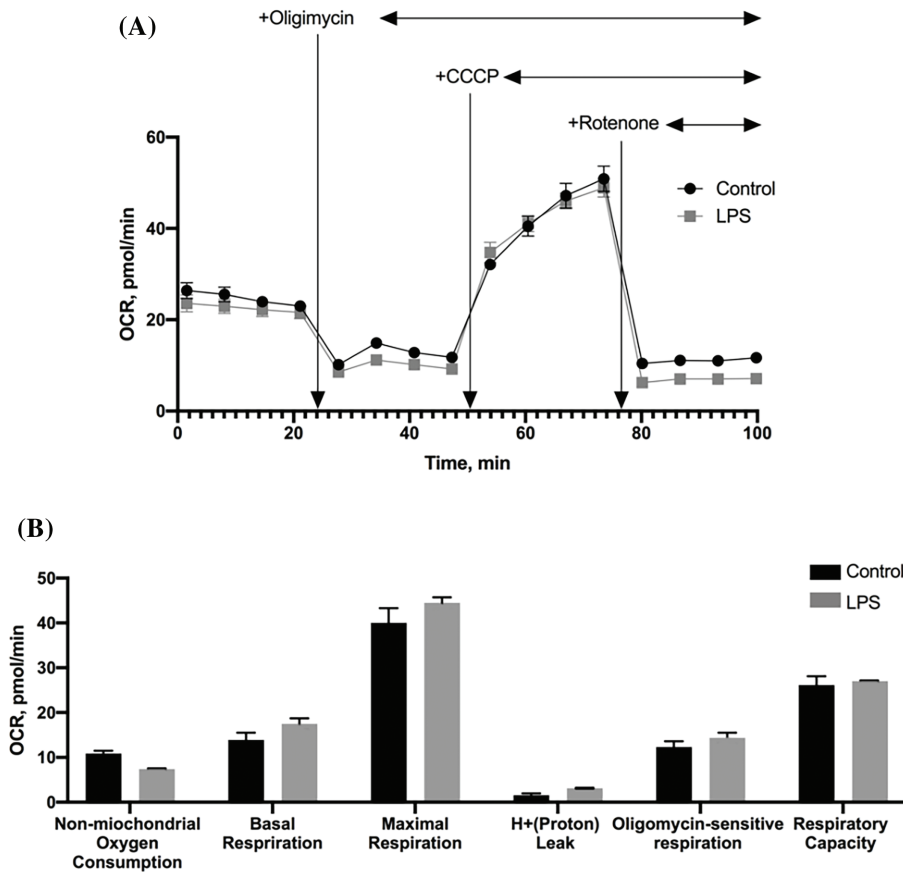 (A)
+Oligimycin
+CCCP
+Rotenone
60
40
20
0
OCR, pmol/min
Control
LPS
0 20 40 60 80 100
Time, min
(B)
50
40
30
20
10
0
OCR, pmol/min
Control
LPS
Non-miochondrial
Oxygen
Consumption
Basal
Respriration
Maximal
Respiration
H+(Proton)
Leak
Oligomycin-sensitive
respiration
Respiratory
Capacity